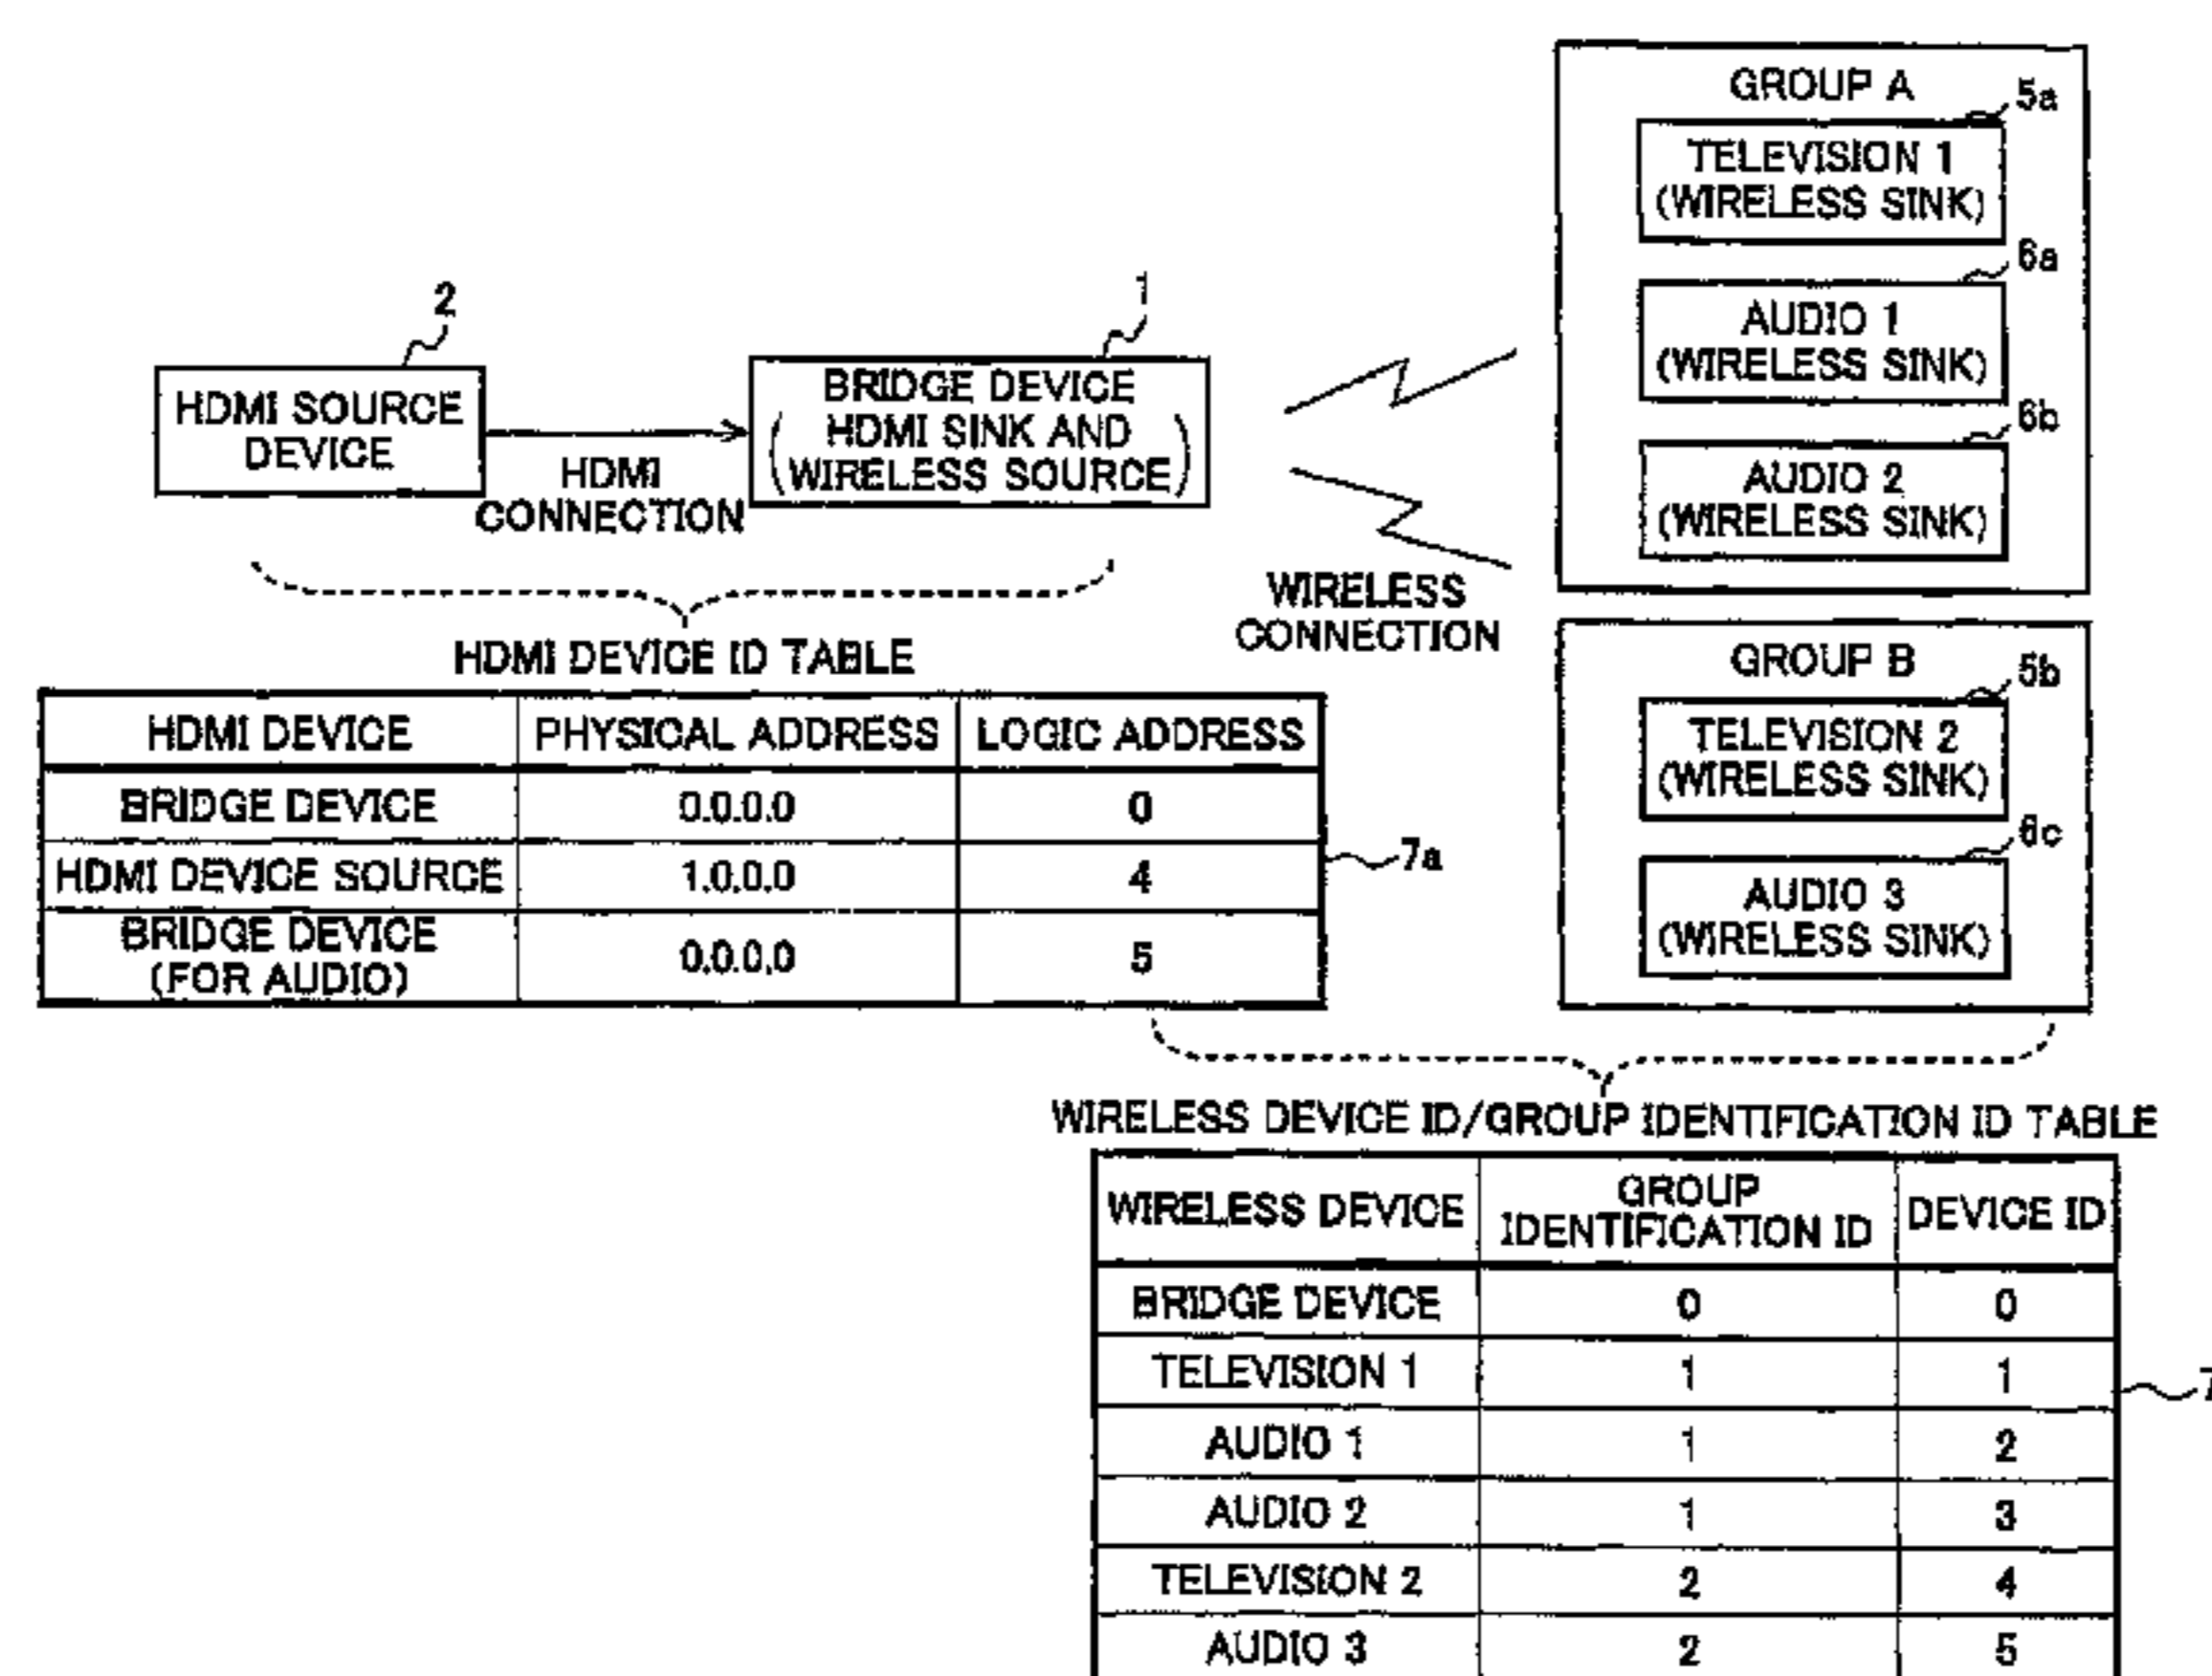 GROUP A
5a
TELEVISION 1
(WIRELESS SINK)
6a
AUDIO 1
(WIRELESS SINK)
6b
AUDIO 2
(WIRELESS SINK)
2
HDMI SOURCE
DEVICE
HDMI
CONNECTION
1
BRIDGE DEVICE
(HDMI SINK AND
WIRELESS SOURCE)
WIRELESS
CONNECTION
GROUP B
5b
TELEVISION 2
(WIRELESS SINK)
6c
AUDIO 3
(WIRELESS SINK)
HDMI DEVICE ID TABLE
HDMI DEVICE PHYSICAL ADDRESS LOGIC ADDRESS
BRIDGE DEVICE 0.0.0.0 0
HDMI DEVICE SOURCE 1.0.0.0 4
BRIDGE DEVICE
(FOR AUDIO) 0.0.0.0 5
7a
WIRELESS DEVICE ID/GROUP IDENTIFICATION ID TABLE
WIRELESS DEVICE GROUP IDENTIFICATION ID DEVICE ID
BRIDGE DEVICE 0 0
TELEVISION 1 1 1
AUDIO 1 1 2
AUDIO 2 1 3
TELEVISION 2 2 4
AUDIO 3 2 5